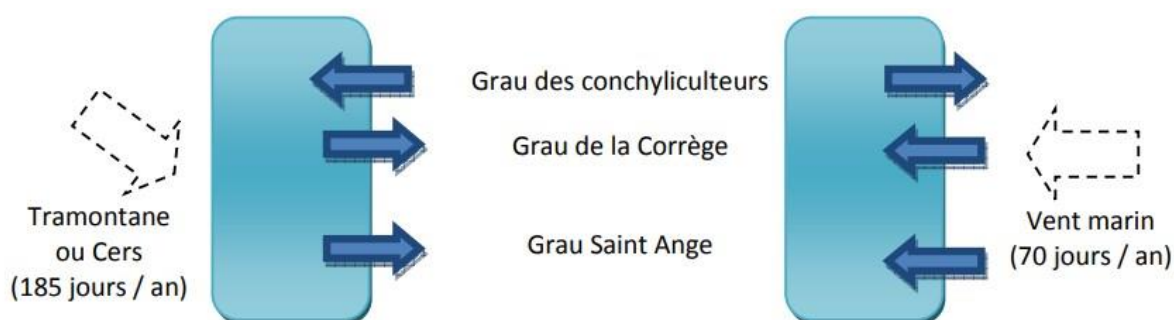 Grau des conchyliculteurs
Grau de la Corrège
Grau Saint Ange
Tramontane
ou Cers
(185 jours / an)
Vent marin
(70 jours / an)